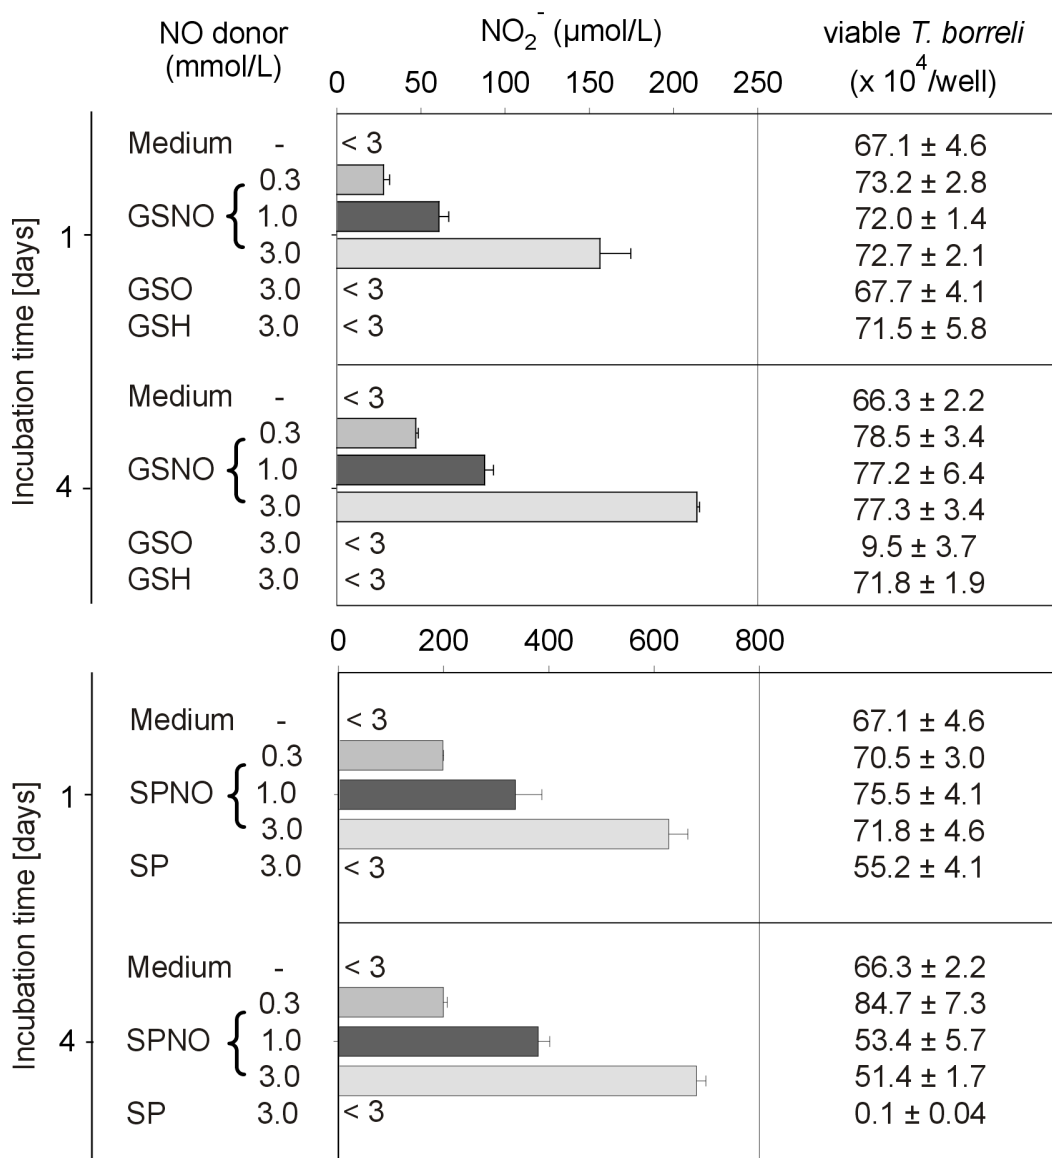 NO donor NO2- (µmol/L) viable T. borreli
(mmol/L) 0 50 100 150 200 250 (x 10^4/well)
Incubation time [days]
1
Medium - < 3 67.1 ± 4.6
0.3 73.2 ± 2.8
GSNO { 1.0 72.0 ± 1.4
3.0 72.7 ± 2.1
GSO 3.0 < 3 67.7 ± 4.1
GSH 3.0 < 3 71.5 ± 5.8
4
Medium - < 3 66.3 ± 2.2
0.3 78.5 ± 3.4
GSNO { 1.0 77.2 ± 6.4
3.0 77.3 ± 3.4
GSO 3.0 < 3 9.5 ± 3.7
GSH 3.0 < 3 71.8 ± 1.9
0 200 400 600 800
Incubation time [days]
1
Medium - < 3 67.1 ± 4.6
0.3 70.5 ± 3.0
SPNO { 1.0 75.5 ± 4.1
3.0 71.8 ± 4.6
SP 3.0 < 3 55.2 ± 4.1
4
Medium - < 3 66.3 ± 2.2
0.3 84.7 ± 7.3
SPNO { 1.0 53.4 ± 5.7
3.0 51.4 ± 1.7
SP 3.0 < 3 0.1 ± 0.04